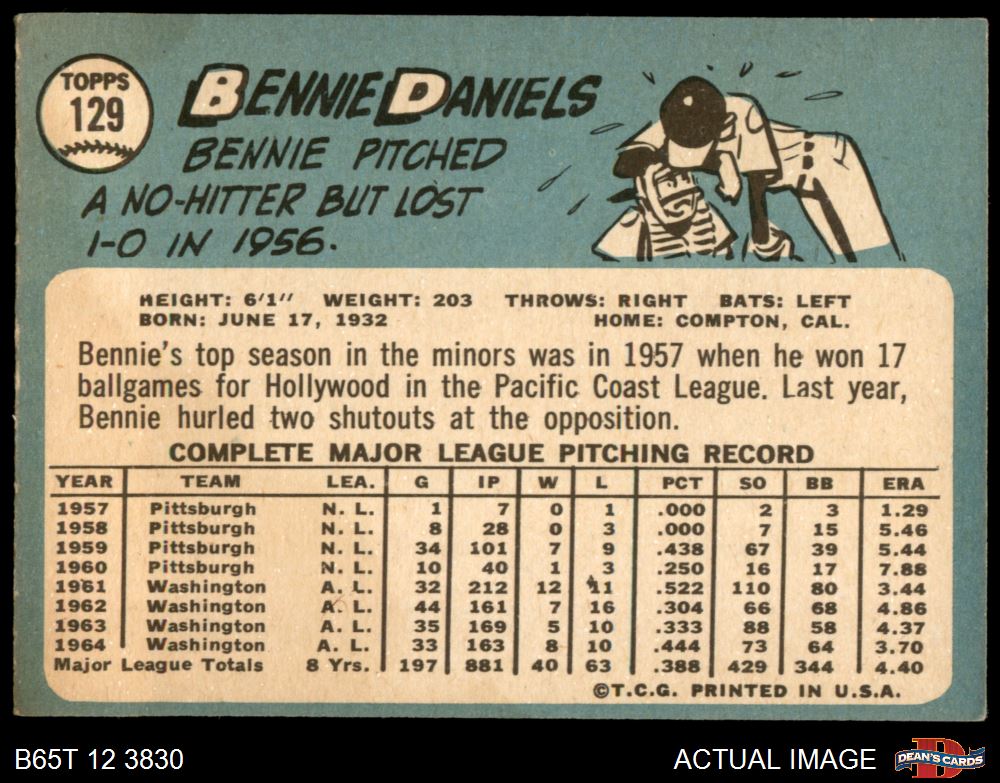 TOPPS
129
BENNIE DANIELS
BENNIE PITCHED
A NO-HITTER BUT LOST
1-0 IN 1956.
HEIGHT: 6'1" WEIGHT: 203 THROWS: RIGHT BATS: LEFT
BORN: JUNE 17, 1932 HOME: COMPTON, CAL.
Bennie's top season in the minors was in 1957 when he won 17
ballgames for Hollywood in the Pacific Coast League. Last year,
Bennie hurled two shutouts at the opposition.
COMPLETE MAJOR LEAGUE PITCHING RECORD
YEAR TEAM LEA. G IP W L PCT SO BB ERA
1957 Pittsburgh N. L. 1 7 0 1 .000 2 3 1.29
1958 Pittsburgh N. L. 8 28 0 3 .000 7 15 5.46
1959 Pittsburgh N. L. 34 101 7 9 .438 67 39 5.44
1960 Pittsburgh N. L. 10 40 1 3 .250 16 17 7.88
1961 Washington A. L. 32 212 12 11 .522 110 80 3.44
1962 Washington A. L. 44 161 7 16 .304 66 68 4.86
1963 Washington A. L. 35 169 5 10 .333 88 58 4.37
1964 Washington A. L. 33 163 8 10 .444 73 64 3.70
Major League Totals 8 Yrs. 197 881 40 63 .388 429 344 4.40
©T.C.G. PRINTED IN U.S.A.
B65T 12 3830 ACTUAL IMAGE D DEAN'S CARDS